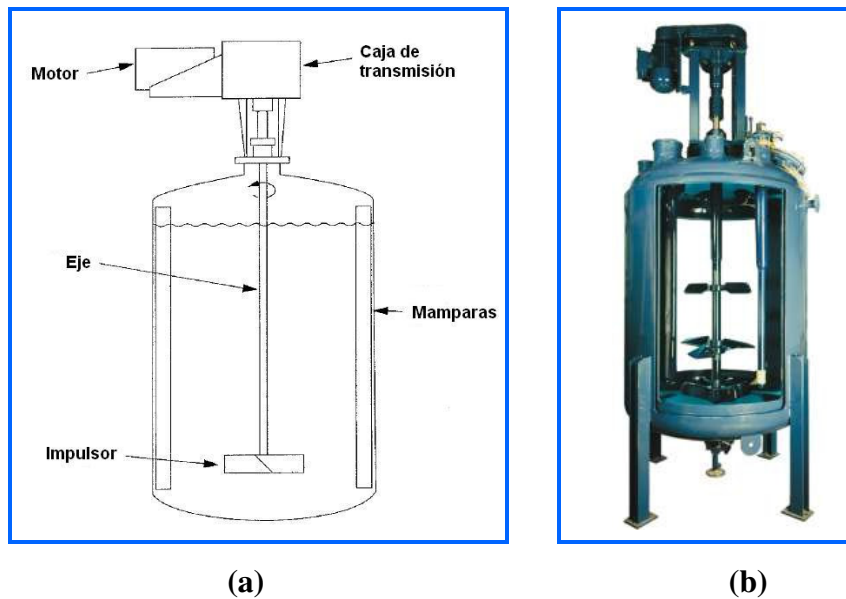 Motor
Caja de
transmisión
Eje
Mamparas
Impulsor
(a)
(b)